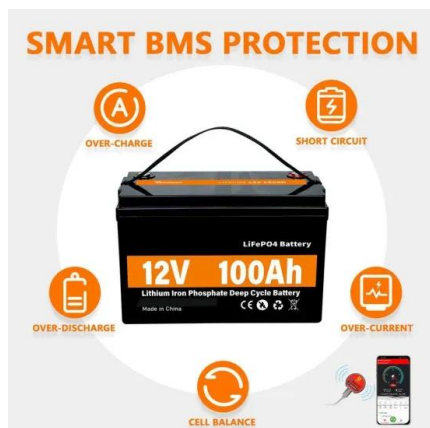 SMART BMS PROTECTION
A
OVER-CHARGE
SHORT CIRCUIT
LiFePO4 Battery
12V 100Ah
Lithium Iron Phosphate Deep Cycle Battery
Made in China
CE
OVER-DISCHARGE
OVER-CURRENT
CELL BALANCE